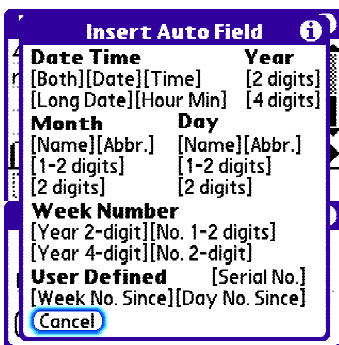 Insert Auto Field i
Date Time Year
[Both][Date][Time] [2 digits]
[Long Date][Hour Min] [4 digits]
Month Day
[Name][Abbr.] [Name][Abbr.]
[1-2 digits] [1-2 digits]
[2 digits] [2 digits]
Week Number
[Year 2-digit][No. 1-2 digits]
[Year 4-digit][No. 2-digit]
User Defined [Serial No.]
[Week No. Since][Day No. Since]
Cancel